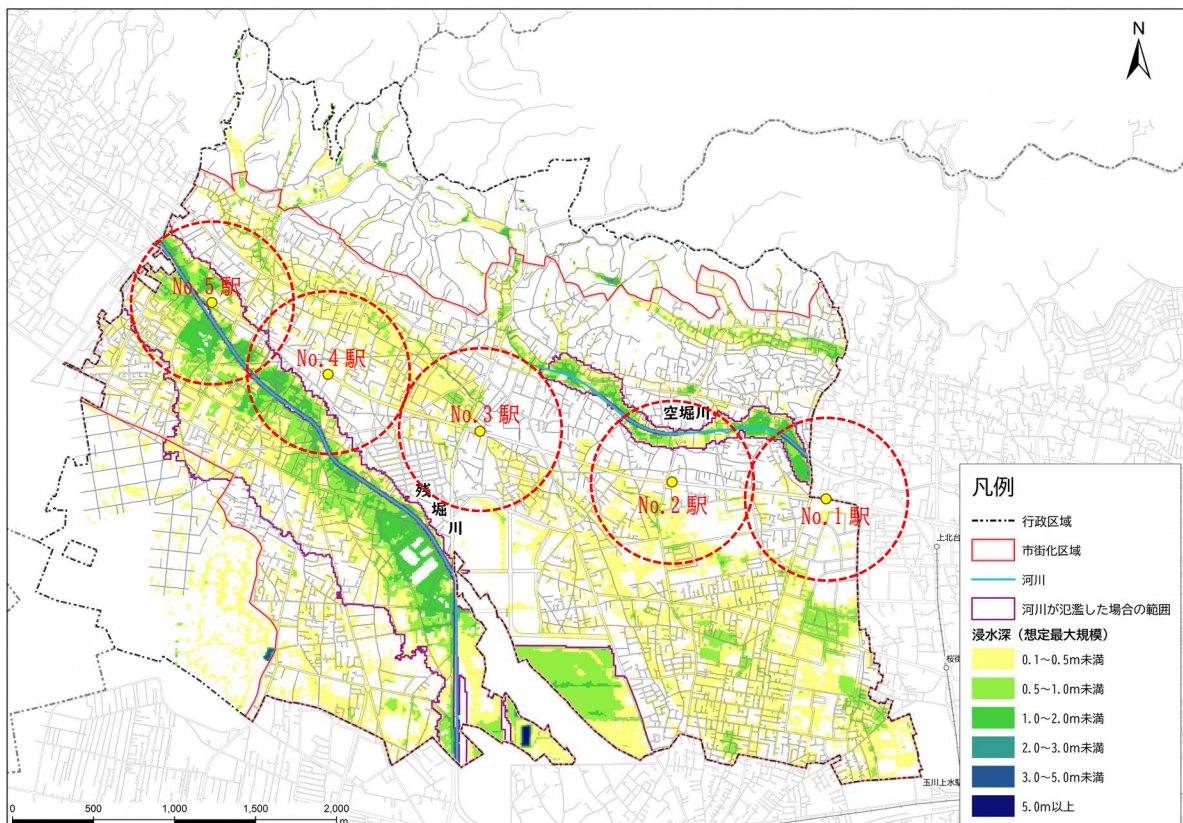 N
No.5駅
No.4駅
No.3駅
空堀川
No.2駅
No.1駅
残堀川
上北台
玉川上水駅
0 500 1,000 1,500 2,000
m
凡例
行政区域
市街化区域
河川
河川が氾濫した場合の範囲
浸水深（想定最大規模）
0.1～0.5m未満
0.5～1.0m未満
1.0～2.0m未満
2.0～3.0m未満
3.0～5.0m未満
5.0m以上